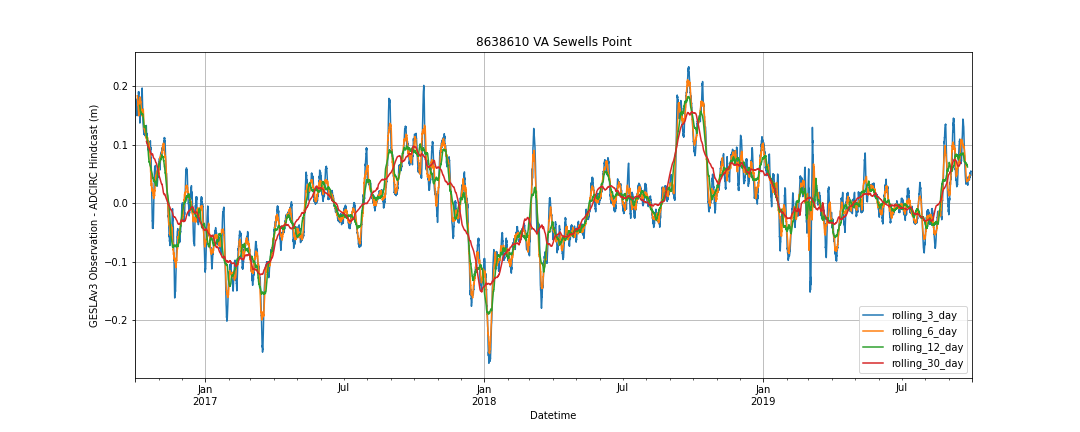 8638610 VA Sewells Point
GESLAv3 Observation - ADCIRC Hindcast (m)
0.2
0.1
0.0
−0.1
−0.2
Jan
2017
Jul
Jan
2018
Jul
Jan
2019
Jul
Datetime
rolling_3_day
rolling_6_day
rolling_12_day
rolling_30_day